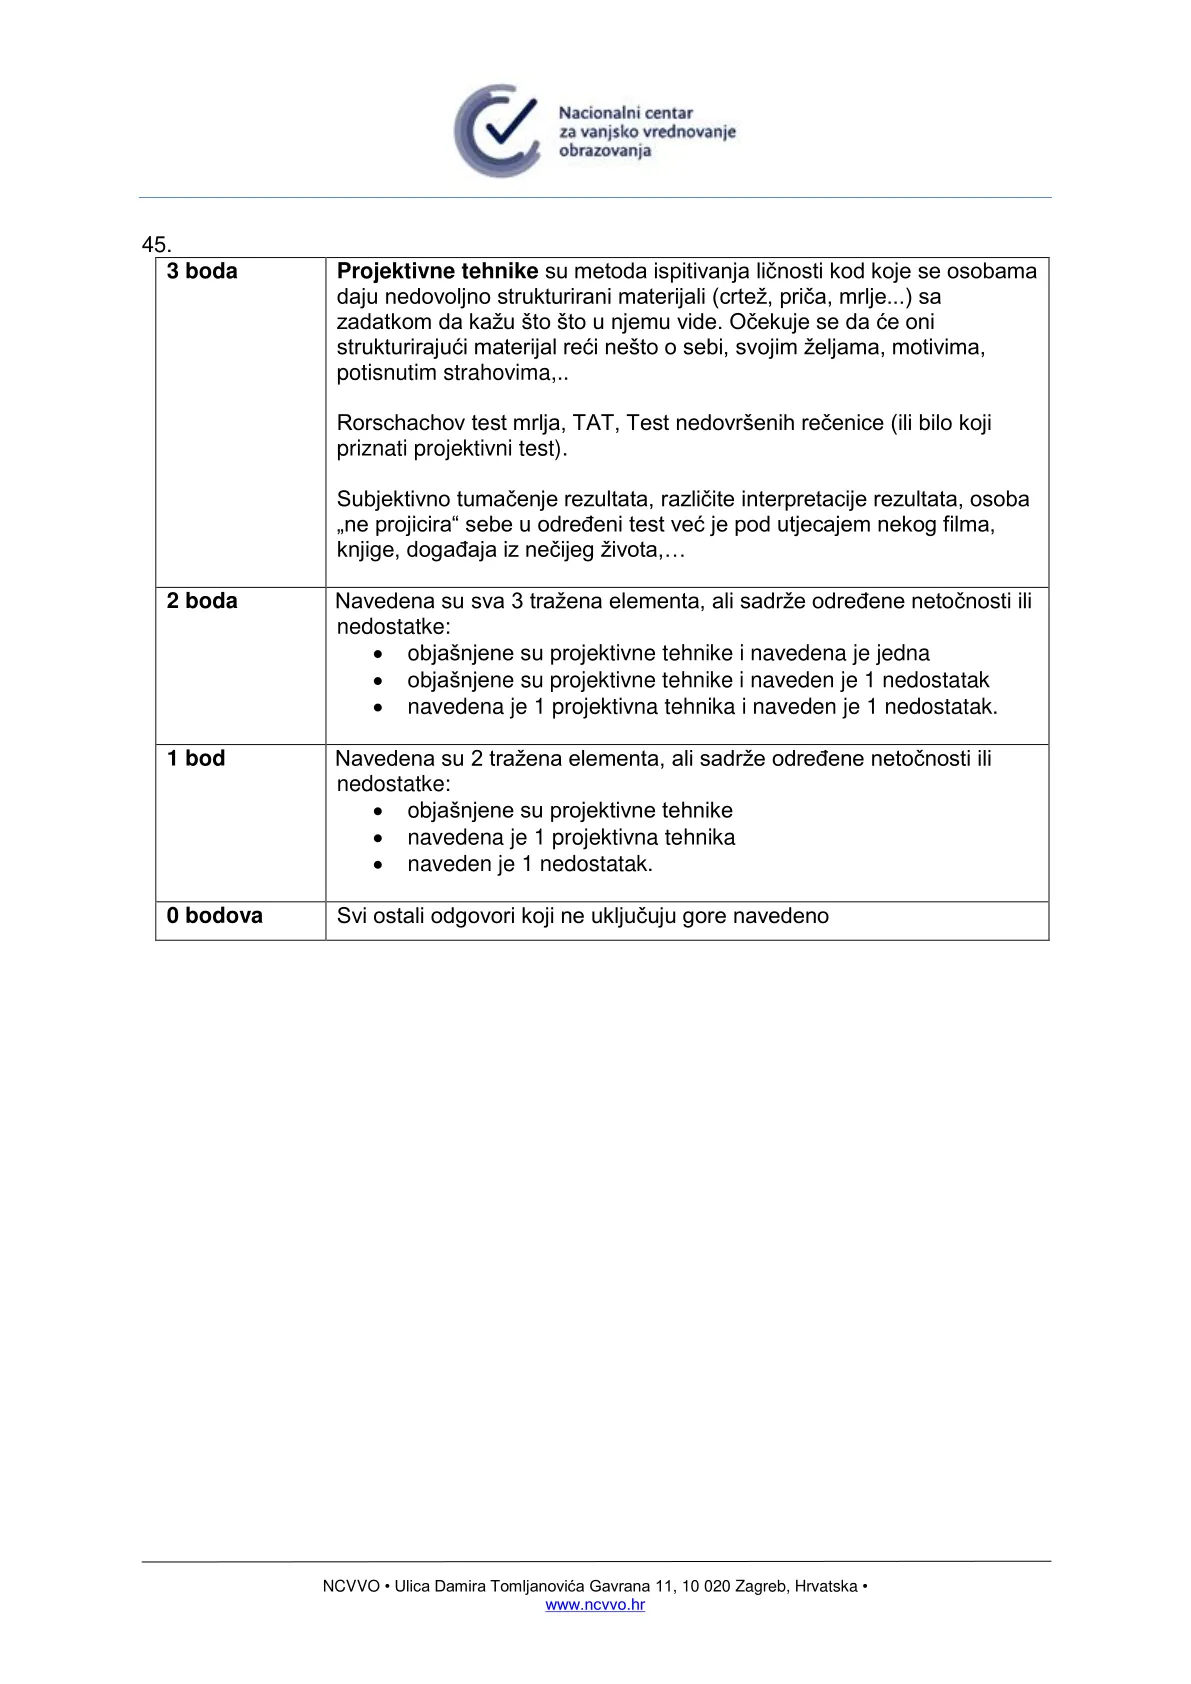 Nacionalni centar
za vanjsko vrednovanje
obrazovanja
45.
3 boda
Projektivne tehnike su metoda ispitivanja ličnosti kod koje se osobama
daju nedovoljno strukturirani materijali (crtež, priča, mrlje...) sa
zadatkom da kažu što što u njemu vide. Očekuje se da će oni
strukturirajući materijal reći nešto o sebi, svojim željama, motivima,
potisnutim strahovima,..
Rorschachov test mrlja, TAT, Test nedovršenih rečenice (ili bilo koji
priznati projektivni test).
Subjektivno tumačenje rezultata, različite interpretacije rezultata, osoba
„ne projicira“ sebe u određeni test već je pod utjecajem nekog filma,
knjige, događaja iz nečijeg života,…
2 boda
Navedena su sva 3 tražena elementa, ali sadrže određene netočnosti ili
nedostatke:
• objašnjene su projektivne tehnike i navedena je jedna
• objašnjene su projektivne tehnike i naveden je 1 nedostatak
• navedena je 1 projektivna tehnika i naveden je 1 nedostatak.
1 bod
Navedena su 2 tražena elementa, ali sadrže određene netočnosti ili
nedostatke:
• objašnjene su projektivne tehnike
• navedena je 1 projektivna tehnika
• naveden je 1 nedostatak.
0 bodova
Svi ostali odgovori koji ne uključuju gore navedeno
NCVVO • Ulica Damira Tomljanovića Gavrana 11, 10 020 Zagreb, Hrvatska •
www.ncvvo.hr